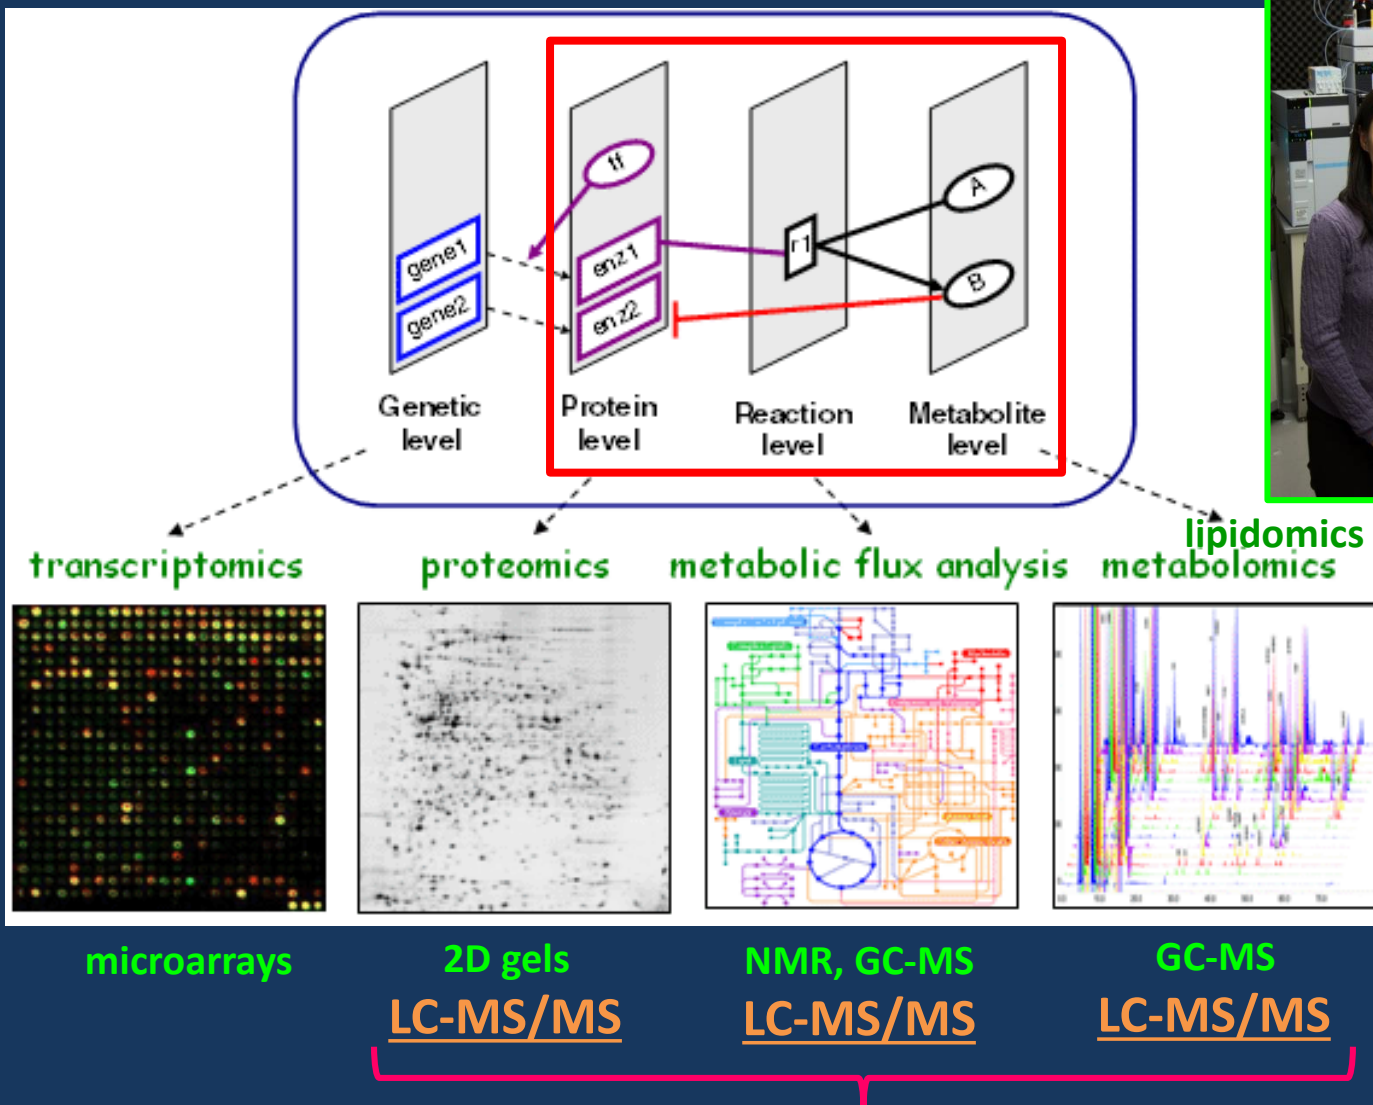 tf
A
gene1
enz1
r1
B
gene2
enz2
Genetic level
Protein level
Reaction level
Metabolite level
lipidomics
transcriptomics
proteomics
metabolic flux analysis
metabolomics
microarrays
2D gels
NMR, GC-MS
GC-MS
LC-MS/MS
LC-MS/MS
LC-MS/MS